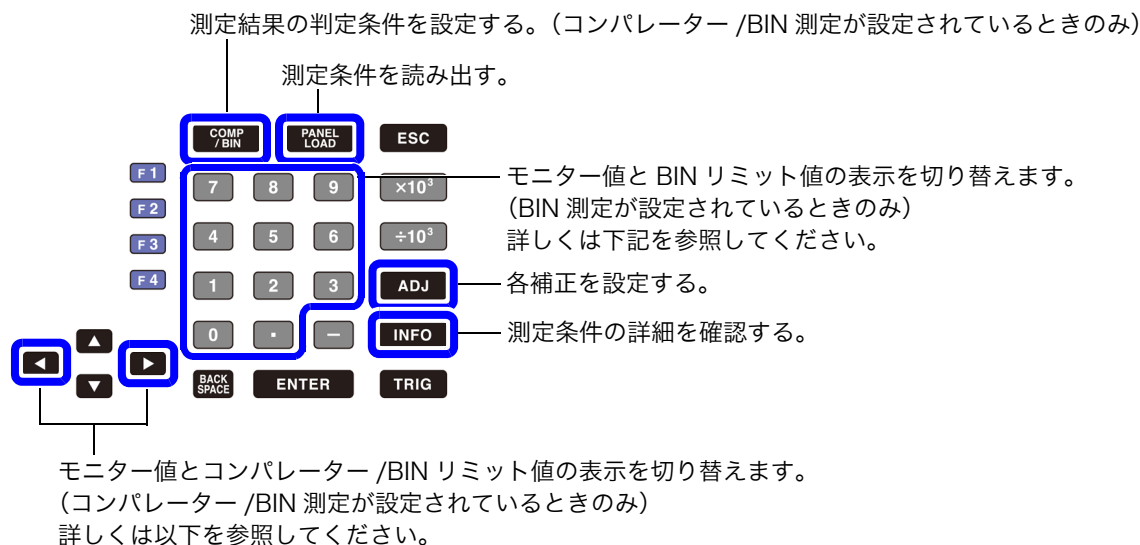 測定結果の判定条件を設定する。（コンパレーター /BIN 測定が設定されているときのみ）
測定条件を読み出す。
COMP
/ BIN
PANEL
LOAD
ESC
F 1
F 2
F 3
F 4
7 8 9 ×10³
4 5 6 ÷10³
1 2 3 ADJ
0 · − INFO
BACK
SPACE
ENTER
TRIG
モニター値と BIN リミット値の表示を切り替えます。
（BIN 測定が設定されているときのみ）
詳しくは下記を参照してください。
各補正を設定する。
測定条件の詳細を確認する。
モニター値とコンパレーター /BIN リミット値の表示を切り替えます。
（コンパレーター /BIN 測定が設定されているときのみ）
詳しくは以下を参照してください。